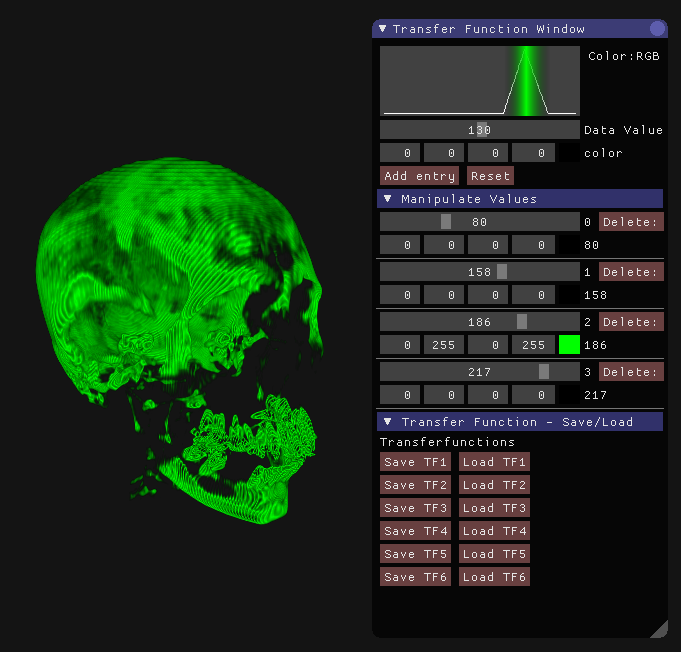 Transfer Function Window
Color:RGB
130 Data Value
0 0 0 0 color
Add entry Reset
Manipulate Values
80 0 Delete:
0 0 0 0 80
158 1 Delete:
0 0 0 0 158
186 2 Delete:
0 255 0 255 186
217 3 Delete:
0 0 0 0 217
Transfer Function - Save/Load
Transferfunctions
Save TF1 Load TF1
Save TF2 Load TF2
Save TF3 Load TF3
Save TF4 Load TF4
Save TF5 Load TF5
Save TF6 Load TF6